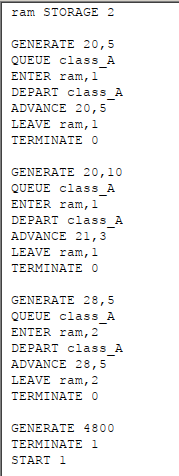 ram STORAGE 2
GENERATE 20,5
QUEUE class_A
ENTER ram,1
DEPART class_A
ADVANCE 20,5
LEAVE ram,1
TERMINATE 0
GENERATE 20,10
QUEUE class_A
ENTER ram,1
DEPART class_A
ADVANCE 21,3
LEAVE ram,1
TERMINATE 0
GENERATE 28,5
QUEUE class_A
ENTER ram,2
DEPART class_A
ADVANCE 28,5
LEAVE ram,2
TERMINATE 0
GENERATE 4800
TERMINATE 1
START 1